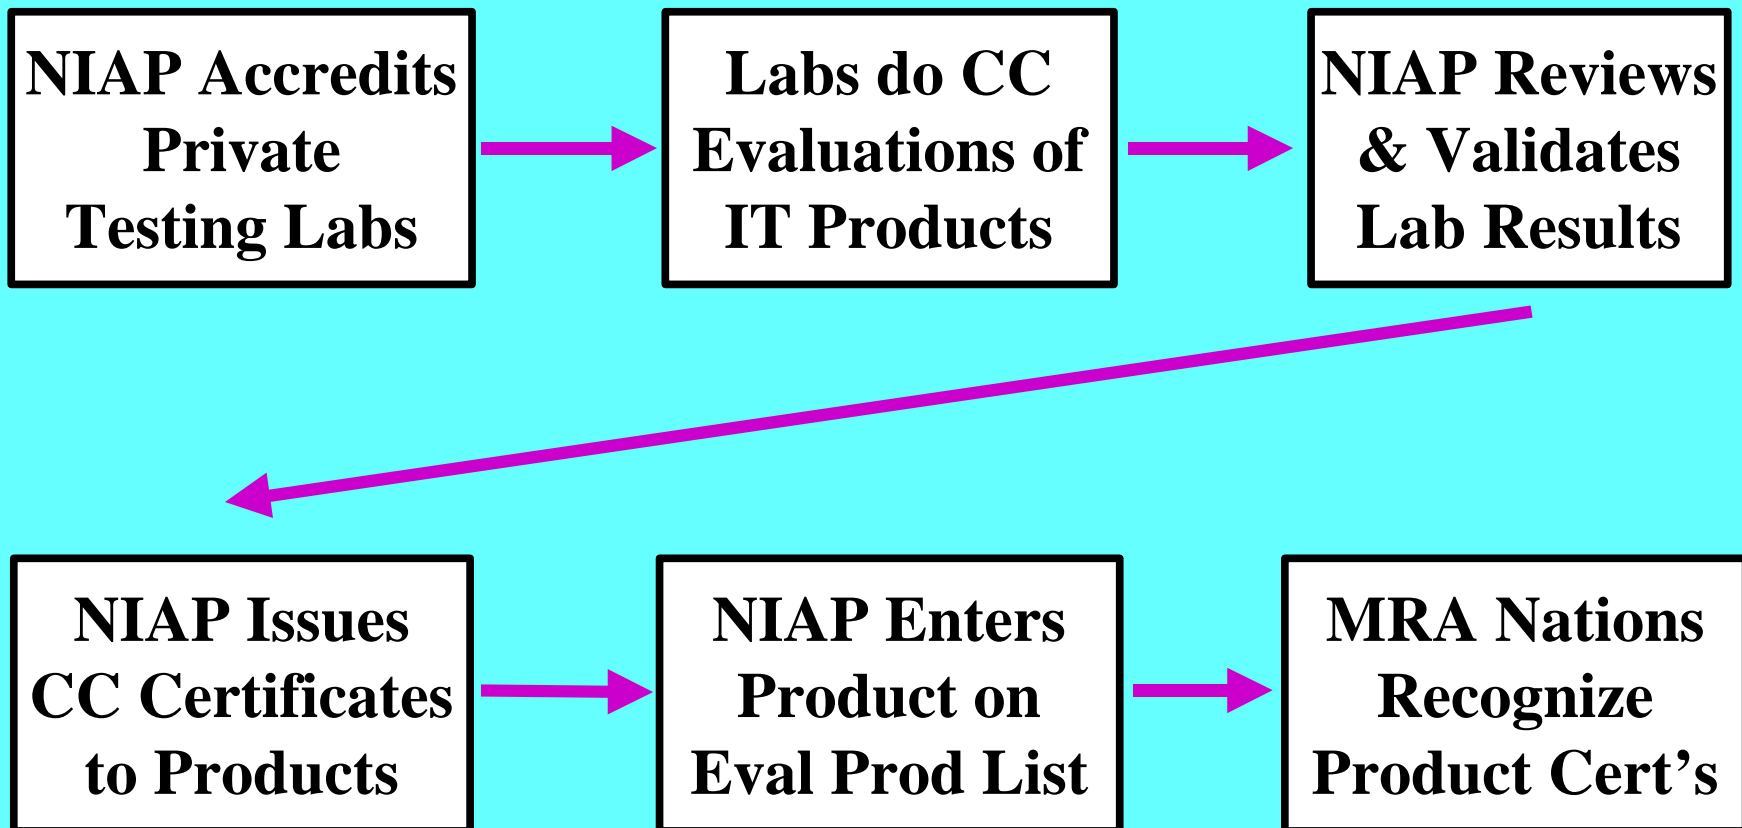 NIAP Accredits
Private
Testing Labs
Labs do CC
Evaluations of
IT Products
NIAP Reviews
& Validates
Lab Results
NIAP Issues
CC Certificates
to Products
NIAP Enters
Product on
Eval Prod List
MRA Nations
Recognize
Product Cert’s